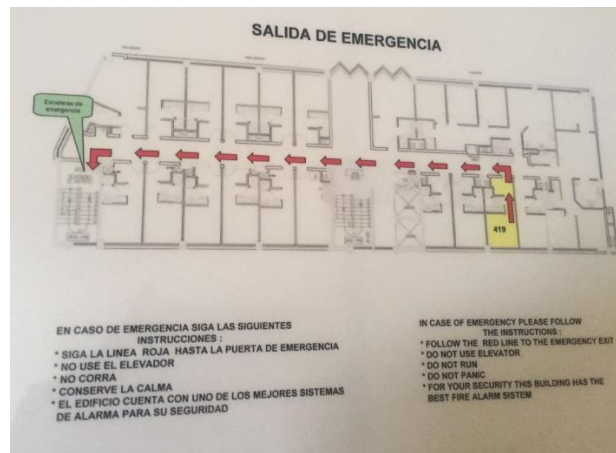 SALIDA DE EMERGENCIA
Escaleras de
emergencia
419
EN CASO DE EMERGENCIA SIGA LAS SIGUIENTES
INSTRUCCIONES :
* SIGA LA LINEA ROJA HASTA LA PUERTA DE EMERGENCIA
* NO USE EL ELEVADOR
* NO CORRA
* CONSERVE LA CALMA
* EL EDIFICIO CUENTA CON UNO DE LOS MEJORES SISTEMAS
DE ALARMA PARA SU SEGURIDAD
IN CASE OF EMERGENCY PLEASE FOLLOW
THE INSTRUCTIONS :
* FOLLOW THE RED LINE TO THE EMERGENCY EXIT
* DO NOT USE ELEVATOR
* DO NOT RUN
* DO NOT PANIC
* FOR YOUR SECURITY THIS BUILDING HAS THE
BEST FIRE ALARM SISTEM